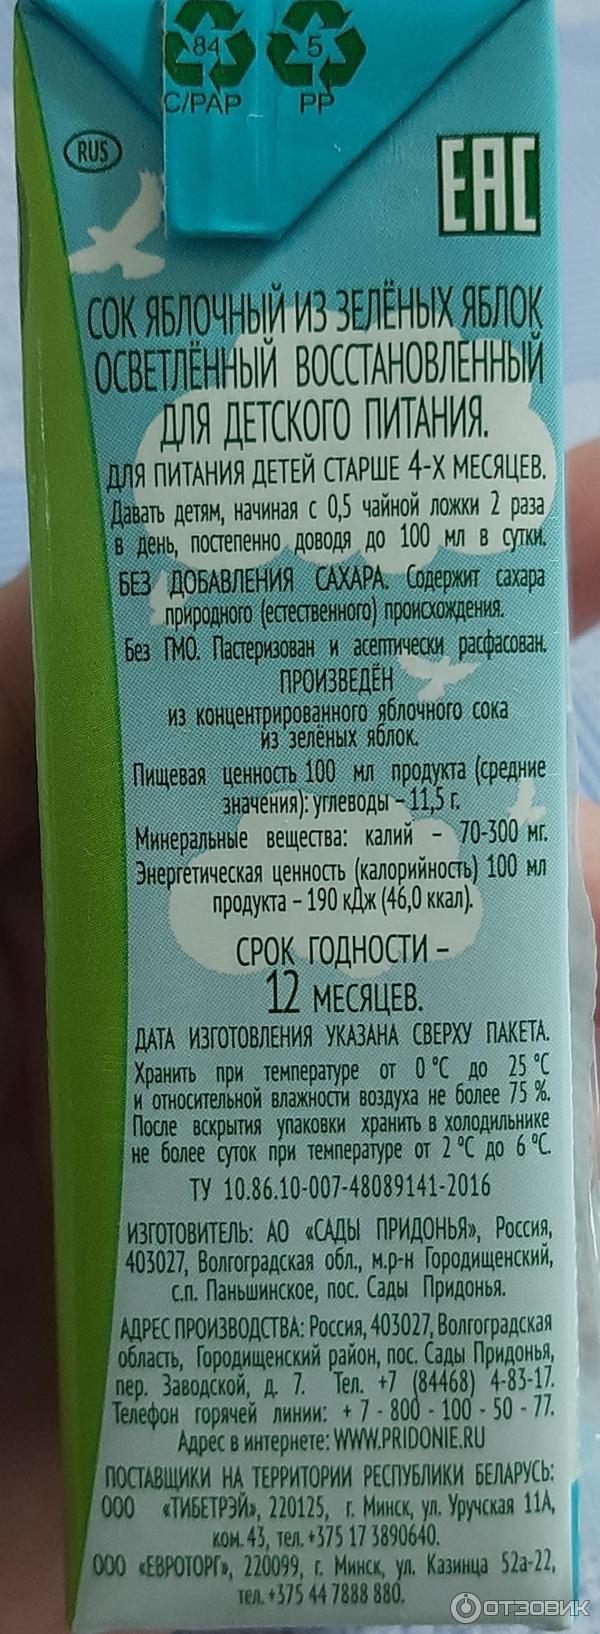 84
5
C/PAP
PP
RUS
EAC
СОК ЯБЛОЧНЫЙ ИЗ ЗЕЛЁНЫХ ЯБЛОК
ОСВЕТЛЁННЫЙ ВОССТАНОВЛЕННЫЙ
ДЛЯ ДЕТСКОГО ПИТАНИЯ.
ДЛЯ ПИТАНИЯ ДЕТЕЙ СТАРШЕ 4-Х МЕСЯЦЕВ.
Давать детям, начиная с 0,5 чайной ложки 2 раза
в день, постепенно доводя до 100 мл в сутки.
БЕЗ ДОБАВЛЕНИЯ САХАРА. Содержит сахара
природного (естественного) происхождения.
Без ГМО. Пастеризован и асептически расфасован.
ПРОИЗВЕДЁН
из концентрированного яблочного сока
из зелёных яблок.
Пищевая ценность 100 мл продукта (средние
значения): углеводы – 11,5 г.
Минеральные вещества: калий – 70-300 мг.
Энергетическая ценность (калорийность) 100 мл
продукта – 190 кДж (46,0 ккал).
СРОК ГОДНОСТИ –
12 МЕСЯЦЕВ.
ДАТА ИЗГОТОВЛЕНИЯ УКАЗАНА СВЕРХУ ПАКЕТА.
Хранить при температуре от 0 °С до 25 °С
и относительной влажности воздуха не более 75 %.
После вскрытия упаковки хранить в холодильнике
не более суток при температуре от 2 °С до 6 °С.
ТУ 10.86.10-007-48089141-2016
ИЗГОТОВИТЕЛЬ: АО «САДЫ ПРИДОНЬЯ», Россия,
403027, Волгоградская обл., м.р-н Городищенский,
с.п. Паньшинское, пос. Сады Придонья.
АДРЕС ПРОИЗВОДСТВА: Россия, 403027, Волгоградская
область, Городищенский район, пос. Сады Придонья,
пер. Заводской, д. 7. Тел. +7 (84468) 4-83-17.
Телефон горячей линии: + 7 - 800 - 100 - 50 - 77.
Адрес в интернете: WWW.PRIDONIE.RU
ПОСТАВЩИКИ НА ТЕРРИТОРИИ РЕСПУБЛИКИ БЕЛАРУСЬ:
ООО «ТИБЕТРЭЙ», 220125, г. Минск, ул. Уручская 11А,
ком. 43, тел. +375 17 3890640.
ООО «ЕВРОТОРГ», 220099, г. Минск, ул. Казинца 52а-22,
тел. +375 44 7888 880.
ОТЗОВИК